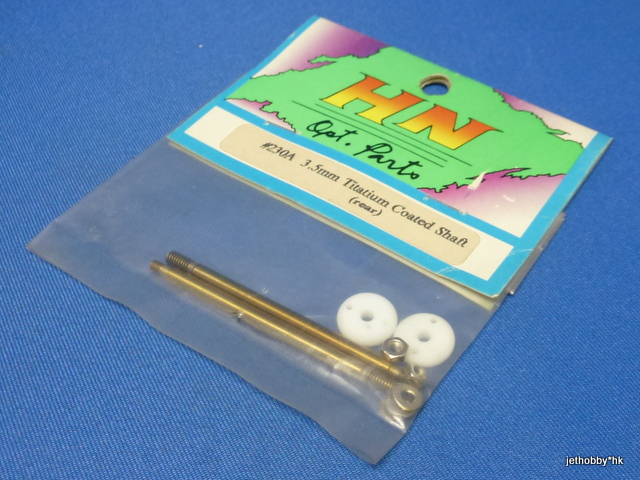 HN
Opt. Parts
#230A 3.5mm Titatium Coated Shaft
(rear)
jethobby*hk